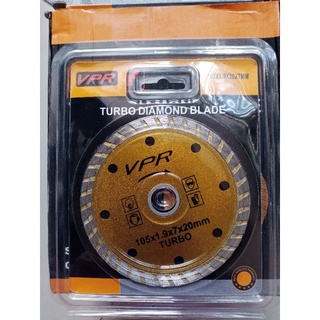 VPR
TURBO DIAMOND BLADE
VPR
105x1.9x7x20mm
TURBO